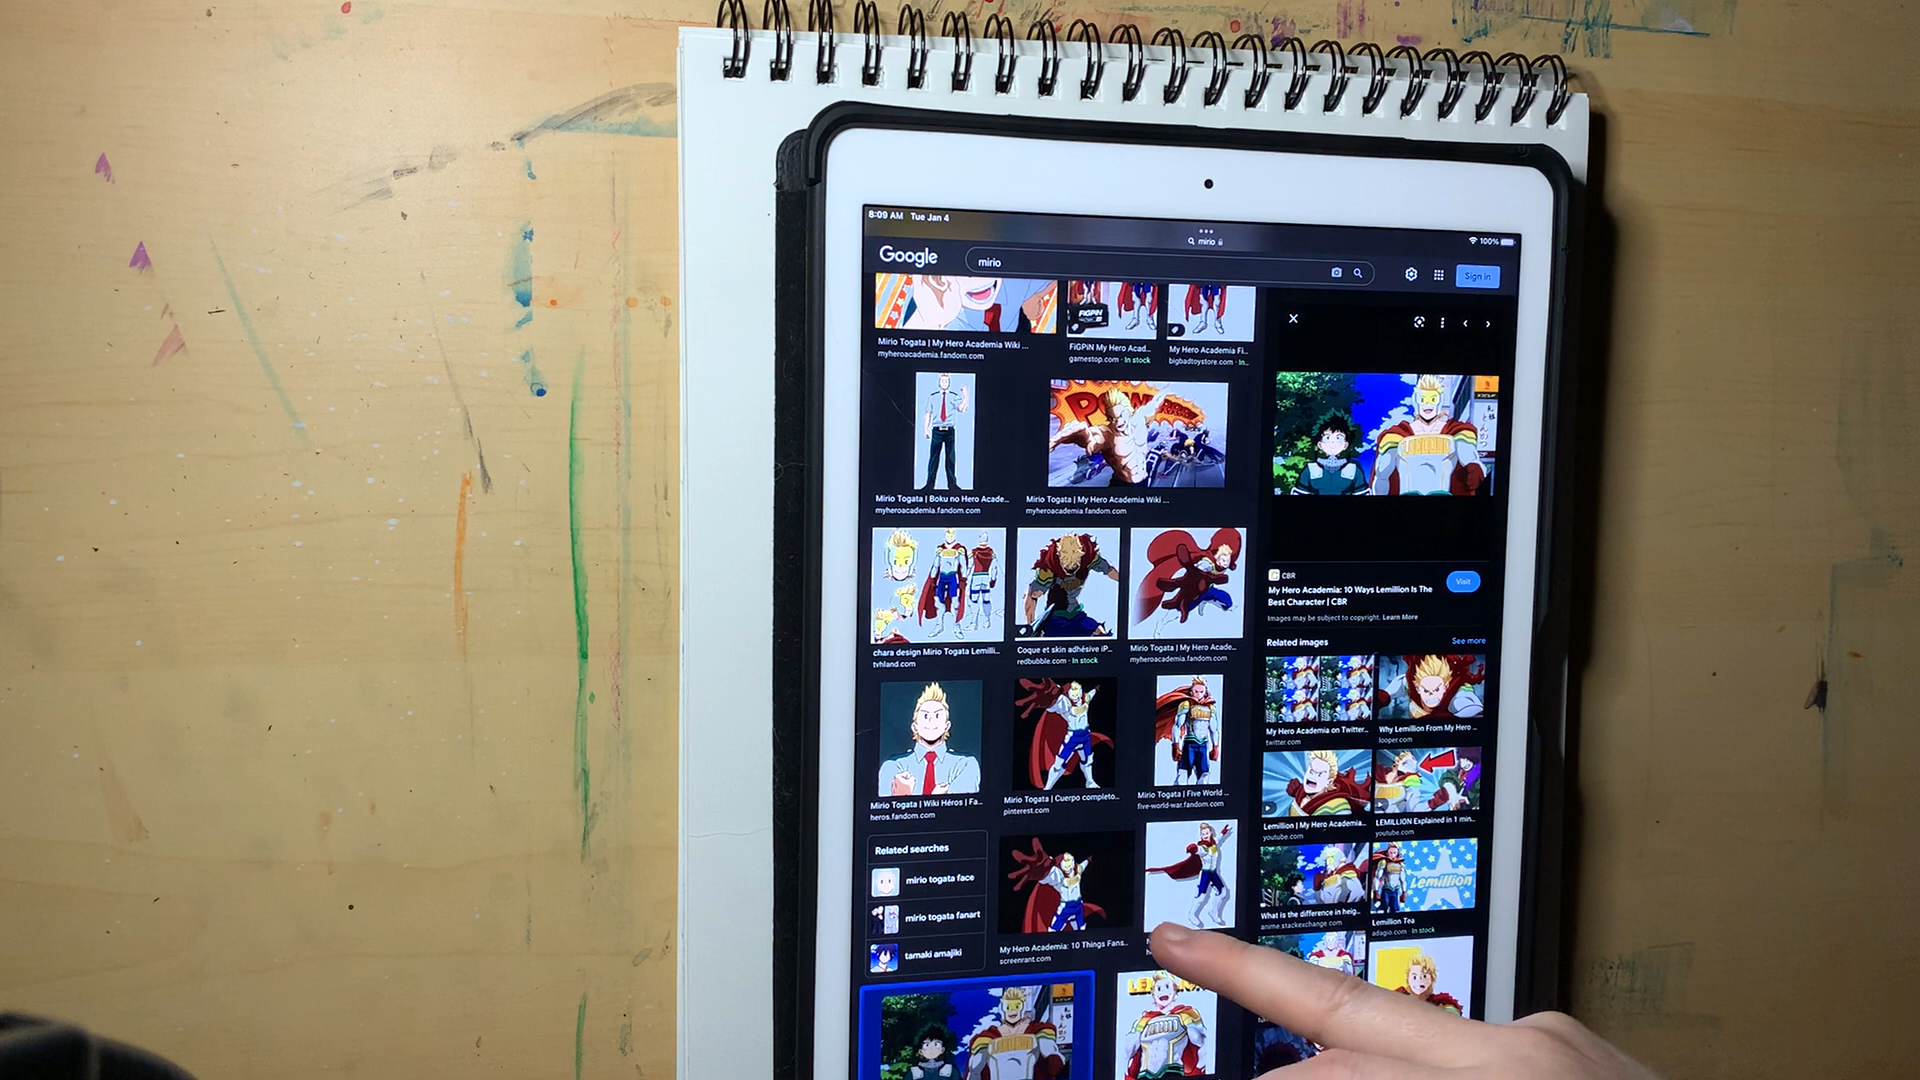 8:09 AM Tue Jan 4
mirio
100%
Google
mirio
Sign in
Mirio Togata | My Hero Academia Wiki ...
myheroacademia.fandom.com
FiGPiN
FiGPiN My Hero Acad...
gamestop.com · In stock
My Hero Academia Fi...
bigbadtoystore.com · In...
POW
Mirio Togata | Boku no Hero Acade...
myheroacademia.fandom.com
Mirio Togata | My Hero Academia Wiki ...
myheroacademia.fandom.com
chara design Mirio Togata Lemilli...
tvhland.com
Coque et skin adhésive iP...
redbubble.com · In stock
Mirio Togata | My Hero Acade...
myheroacademia.fandom.com
Mirio Togata | Wiki Héros | Fa...
heros.fandom.com
Mirio Togata | Cuerpo completo...
pinterest.com
Mirio Togata | Five World ...
five-world-war.fandom.com
Related searches
mirio togata face
mirio togata fanart
tamaki amajiki
My Hero Academia: 10 Things Fans...
screenrant.com
CBR
Visit
My Hero Academia: 10 Ways Lemillion Is The
Best Character | CBR
Images may be subject to copyright. Learn More
Related images
See more
My Hero Academia on Twitter...
twitter.com
Why Lemillion From My Hero ...
looper.com
Lemillion | My Hero Academia...
youtube.com
LEMILLION Explained in 1 min...
youtube.com
Lemillion
What is the difference in heig...
anime.stackexchange.com
Lemillion Tea
adagio.com · In stock